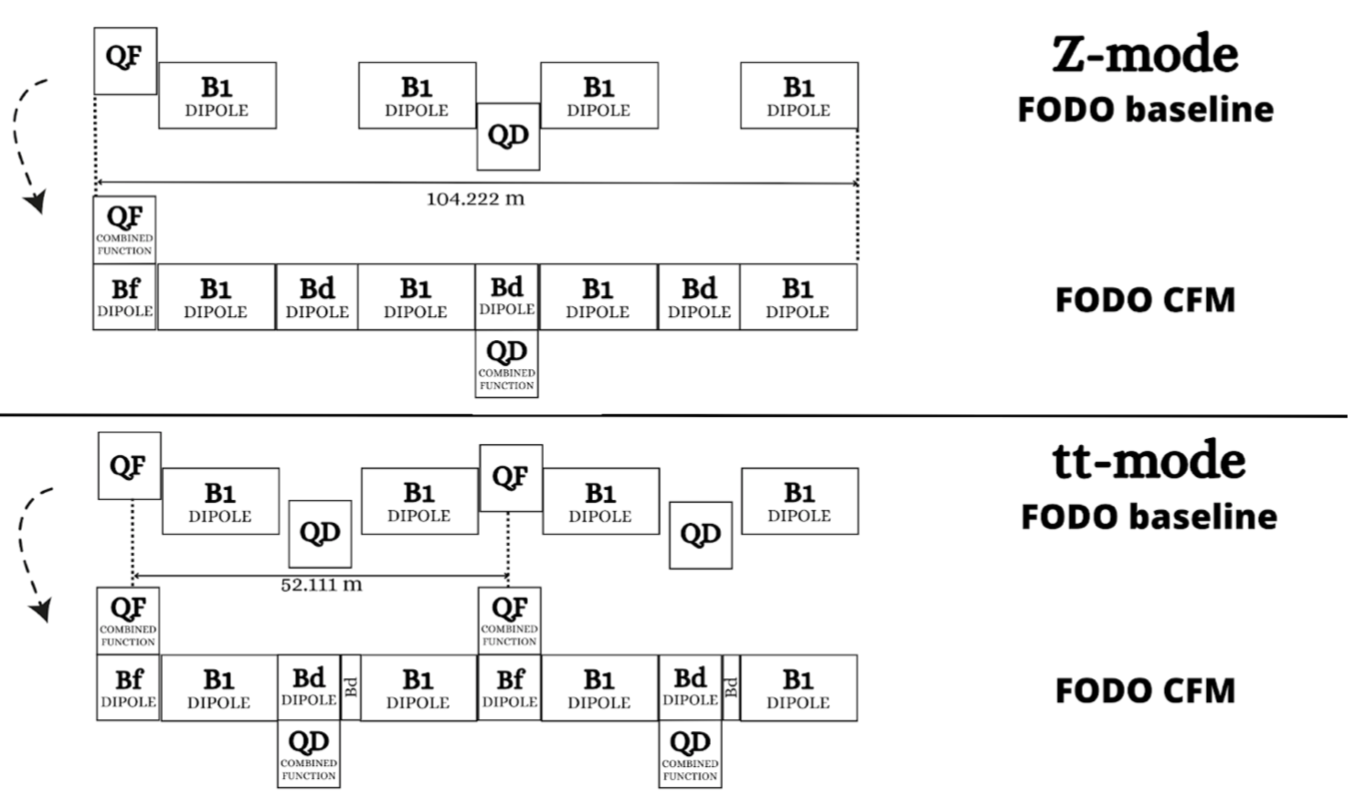 QF
B1
DIPOLE
B1
DIPOLE
QD
B1
DIPOLE
B1
DIPOLE
Z-mode
FODO baseline
104.222 m
QF
COMBINED
FUNCTION
Bf
DIPOLE
B1
DIPOLE
Bd
DIPOLE
B1
DIPOLE
Bd
DIPOLE
QD
COMBINED
FUNCTION
B1
DIPOLE
Bd
DIPOLE
B1
DIPOLE
FODO CFM
QF
B1
DIPOLE
QD
B1
DIPOLE
QF
B1
DIPOLE
QD
B1
DIPOLE
tt-mode
FODO baseline
52.111 m
QF
COMBINED
FUNCTION
Bf
DIPOLE
B1
DIPOLE
Bd
DIPOLE
QD
COMBINED
FUNCTION
Bd
B1
DIPOLE
QF
COMBINED
FUNCTION
Bf
DIPOLE
B1
DIPOLE
Bd
DIPOLE
QD
COMBINED
FUNCTION
Bd
B1
DIPOLE
FODO CFM